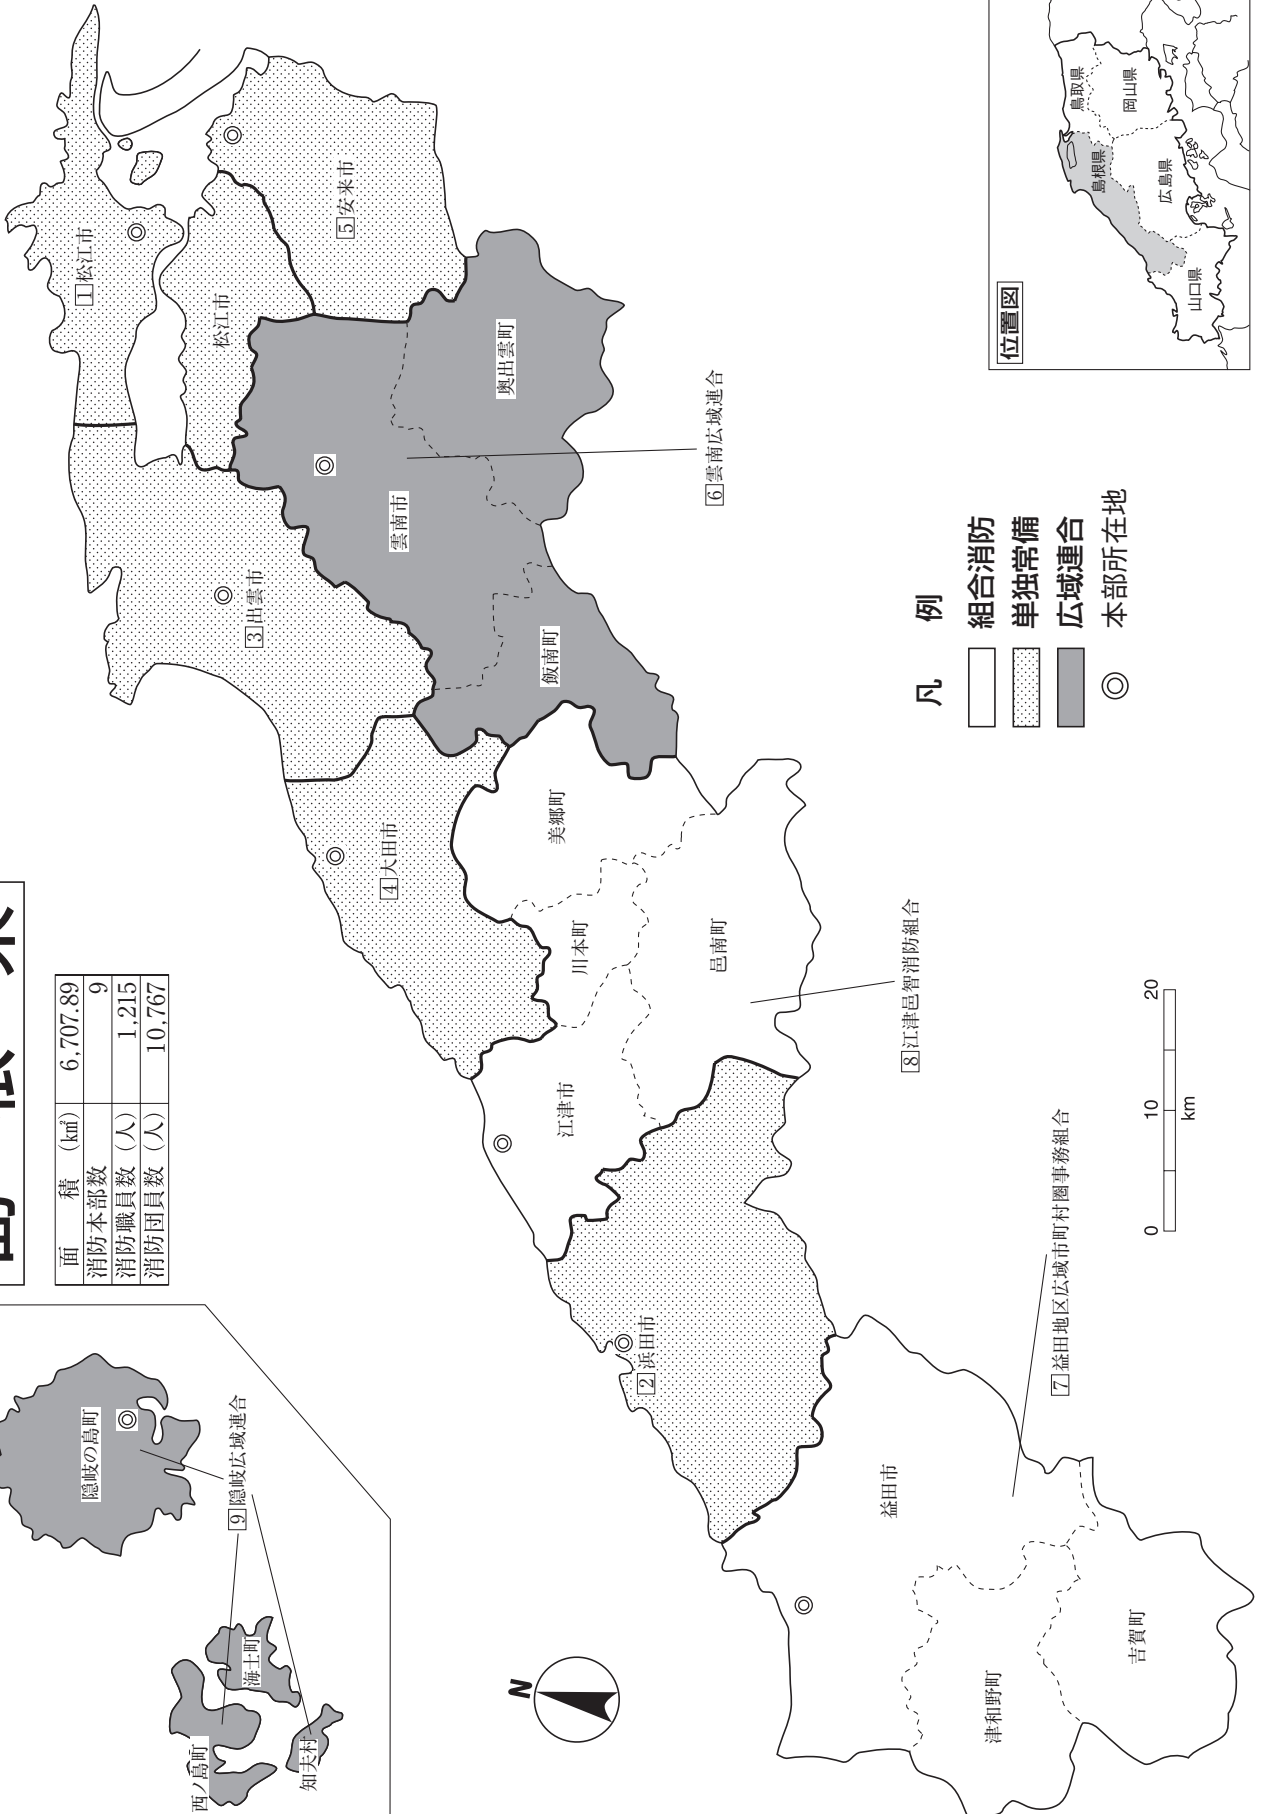 面　積（㎢） 6,707.89
消防本部数 9
消防職員数（人） 1,215
消防団員数（人） 10,767
隠岐の島町
9 隠岐広域連合
西ノ島町
海士町
知夫村
N
1 松江市
松江市
5 安来市
3 出雲市
雲南市
奥出雲町
飯南町
6 雲南広域連合
4 大田市
美郷町
川本町
邑南町
江津市
8 江津邑智消防組合
2 浜田市
益田市
津和野町
吉賀町
7 益田地区広域市町村圏事務組合
凡　例
組合消防
単独常備
広域連合
本部所在地
0 10 20
km
位置図
鳥取県
島根県
岡山県
広島県
山口県